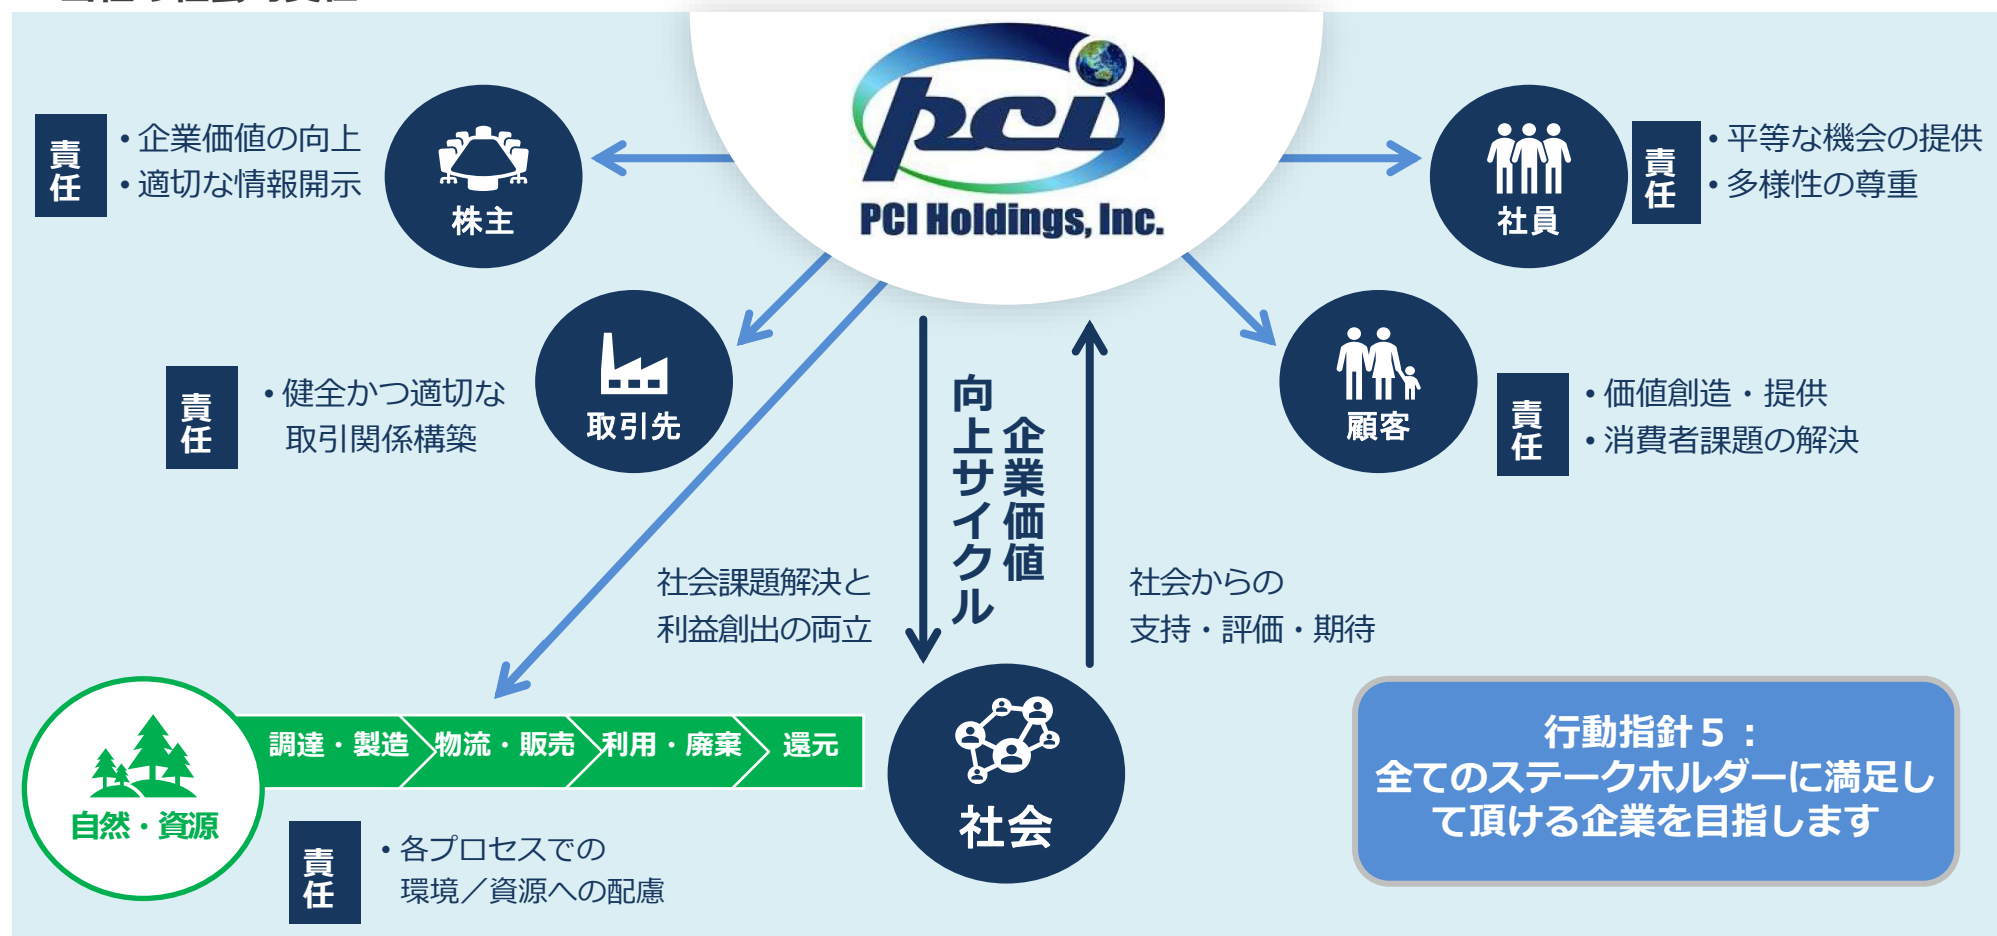 pci
PCI Holdings, Inc.
責任
・企業価値の向上
・適切な情報開示
株主
社員
責任
・平等な機会の提供
・多様性の尊重
責任
・健全かつ適切な
取引関係構築
取引先
顧客
責任
・価値創造・提供
・消費者課題の解決
企業価値
向上サイクル
社会課題解決と
利益創出の両立
社会からの
支持・評価・期待
自然・資源
調達・製造
物流・販売
利用・廃棄
還元
責任
・各プロセスでの
環境／資源への配慮
社会
行動指針５：
全てのステークホルダーに満足し
て頂ける企業を目指します